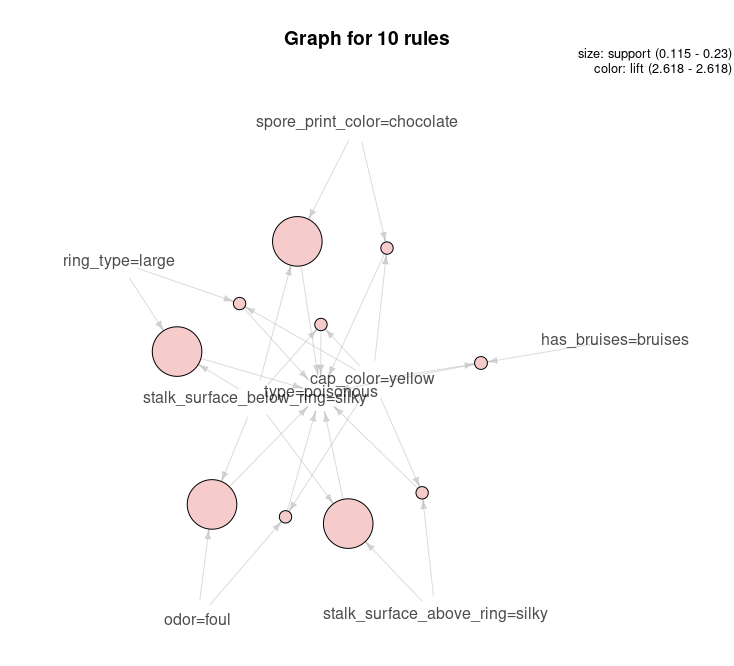 Graph for 10 rules
size: support (0.115 - 0.23)
color: lift (2.618 - 2.618)
spore_print_color=chocolate
ring_type=large
has_bruises=bruises
cap_color=yellow
type=poisonous
stalk_surface_below_ring=silky
odor=foul
stalk_surface_above_ring=silky